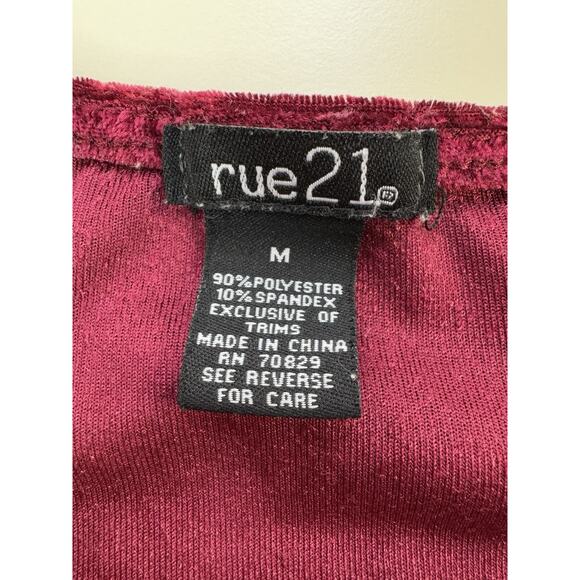 rue21®
M
90%POLYESTER
10%SPANDEX
EXCLUSIVE OF
TRIMS
MADE IN CHINA
RN 70829
SEE REVERSE
FOR CARE